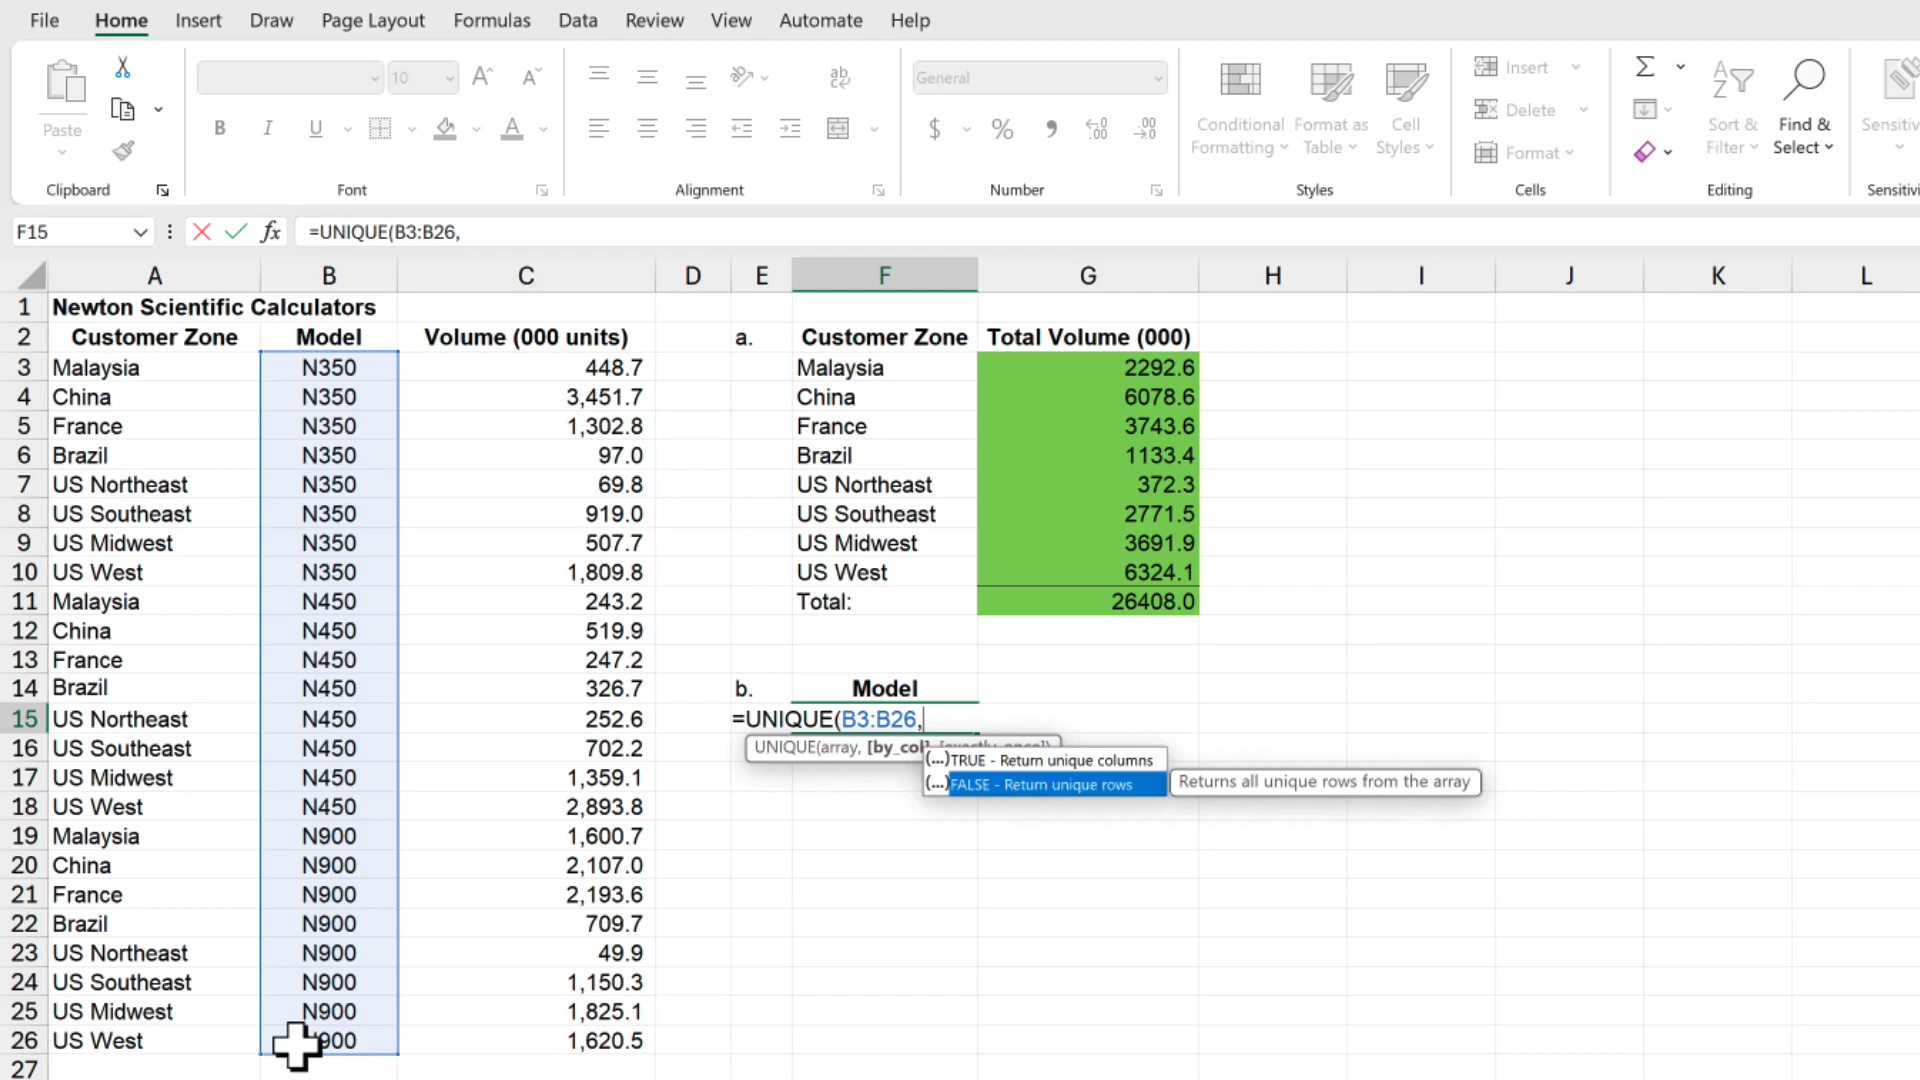 File Home Insert Draw Page Layout Formulas Data Review View Automate Help
Paste
10
B I U
ab
General
$ % 9
Conditional Formatting
Format as Table
Cell Styles
Insert
Delete
Format
Sort & Filter
Find & Select
Clipboard Font Alignment Number Styles Cells Editing
F15 fx =UNIQUE(B3:B26,
A B C D E F G H I J K L
1 Newton Scientific Calculators
2 Customer Zone Model Volume (000 units) a. Customer Zone Total Volume (000)
3 Malaysia N350 448.7 Malaysia 2292.6
4 China N350 3,451.7 China 6078.6
5 France N350 1,302.8 France 3743.6
6 Brazil N350 97.0 Brazil 1133.4
7 US Northeast N350 69.8 US Northeast 372.3
8 US Southeast N350 919.0 US Southeast 2771.5
9 US Midwest N350 507.7 US Midwest 3691.9
10 US West N350 1,809.8 US West 6324.1
11 Malaysia N450 243.2 Total: 26408.0
12 China N450 519.9
13 France N450 247.2
14 Brazil N450 326.7 b. Model
15 US Northeast N450 252.6 =UNIQUE(B3:B26,
16 US Southeast N450 702.2 UNIQUE(array, [by_col],
(...)TRUE - Return unique columns
17 US Midwest N450 1,359.1 (...)FALSE - Return unique rows Returns all unique rows from the array
18 US West N450 2,893.8
19 Malaysia N900 1,600.7
20 China N900 2,107.0
21 France N900 2,193.6
22 Brazil N900 709.7
23 US Northeast N900 49.9
24 US Southeast N900 1,150.3
25 US Midwest N900 1,825.1
26 US West 900 1,620.5
27